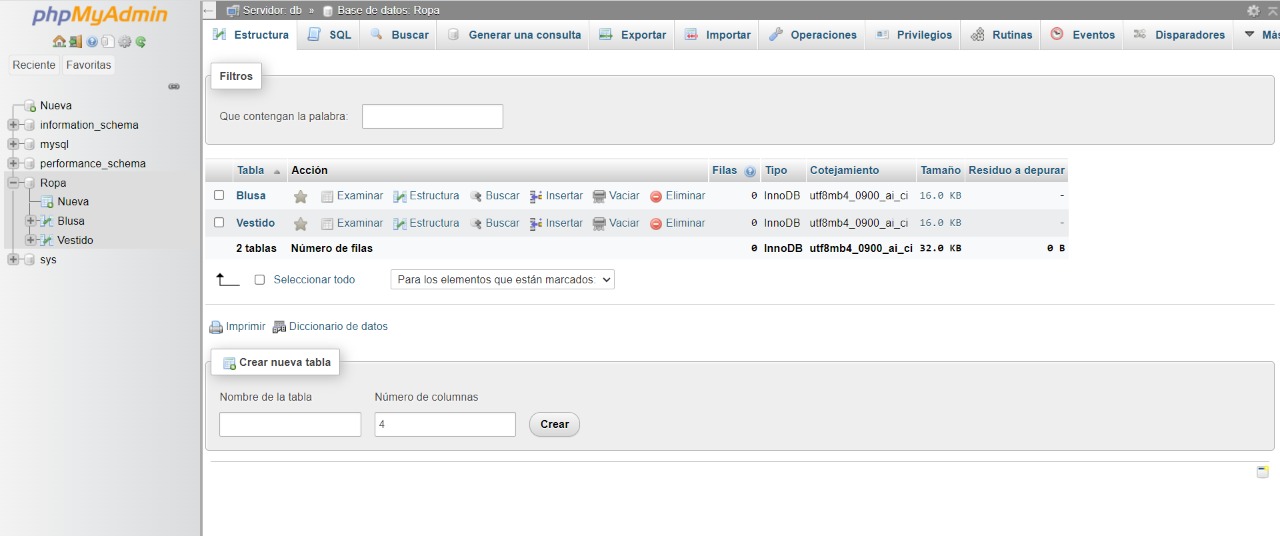 phpMyAdmin
Reciente Favoritas
Nueva
information_schema
mysql
performance_schema
Ropa
Nueva
Blusa
Vestido
sys
Servidor: db » Base de datos: Ropa
Estructura SQL Buscar Generar una consulta Exportar Importar Operaciones Privilegios Rutinas Eventos Disparadores Más
Filtros
Que contengan la palabra:
Tabla Acción Filas Tipo Cotejamiento Tamaño Residuo a depurar
Blusa Examinar Estructura Buscar Insertar Vaciar Eliminar 0 InnoDB utf8mb4_0900_ai_ci 16.0 KB -
Vestido Examinar Estructura Buscar Insertar Vaciar Eliminar 0 InnoDB utf8mb4_0900_ai_ci 16.0 KB -
2 tablas Número de filas 0 InnoDB utf8mb4_0900_ai_ci 32.0 KB 0 B
Seleccionar todo Para los elementos que están marcados:
Imprimir Diccionario de datos
Crear nueva tabla
Nombre de la tabla Número de columnas
4 Crear